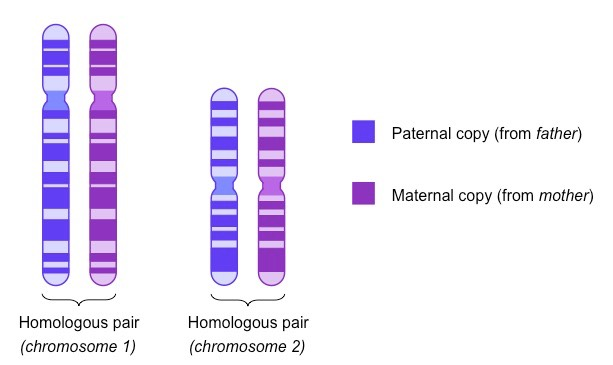 Paternal copy (from father)
Maternal copy (from mother)
Homologous pair
(chromosome 1)
Homologous pair
(chromosome 2)